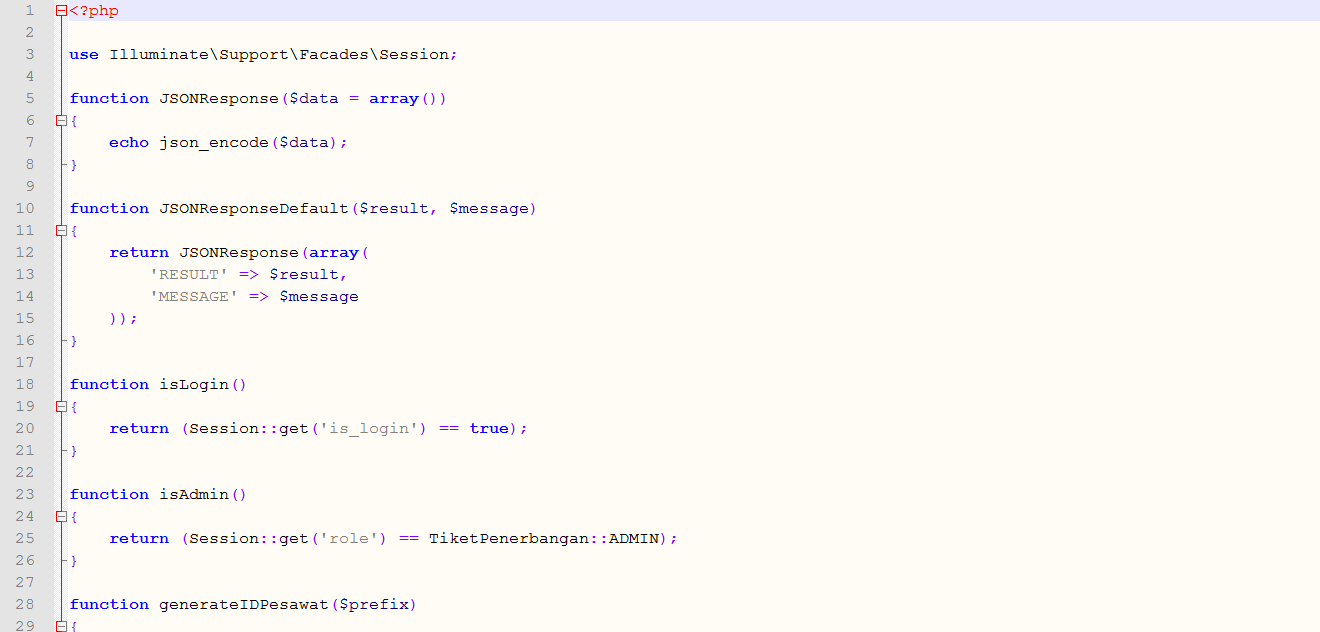 1 <?php
2
3 use Illuminate\Support\Facades\Session;
4
5 function JSONResponse($data = array())
6 {
7     echo json_encode($data);
8 }
9
10 function JSONResponseDefault($result, $message)
11 {
12     return JSONResponse(array(
13         'RESULT' => $result,
14         'MESSAGE' => $message
15     ));
16 }
17
18 function isLogin()
19 {
20     return (Session::get('is_login') == true);
21 }
22
23 function isAdmin()
24 {
25     return (Session::get('role') == TiketPenerbangan::ADMIN);
26 }
27
28 function generateIDPesawat($prefix)
29 {